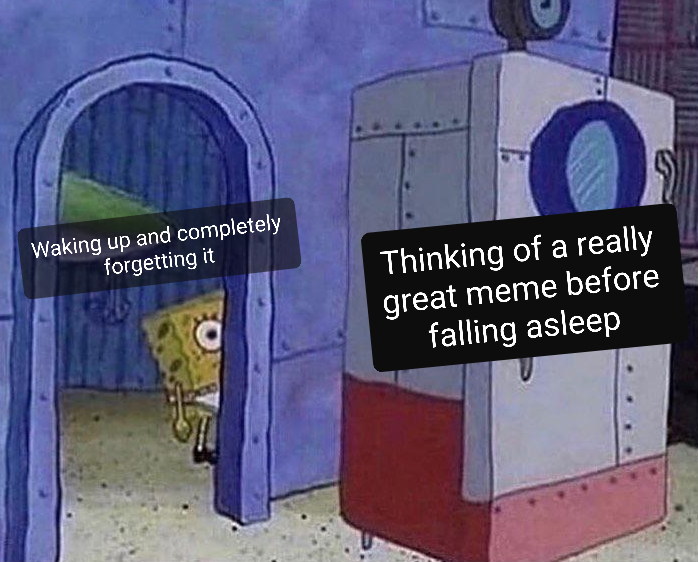 Waking up and completely
forgetting it
Thinking of a really
great meme before
falling asleep